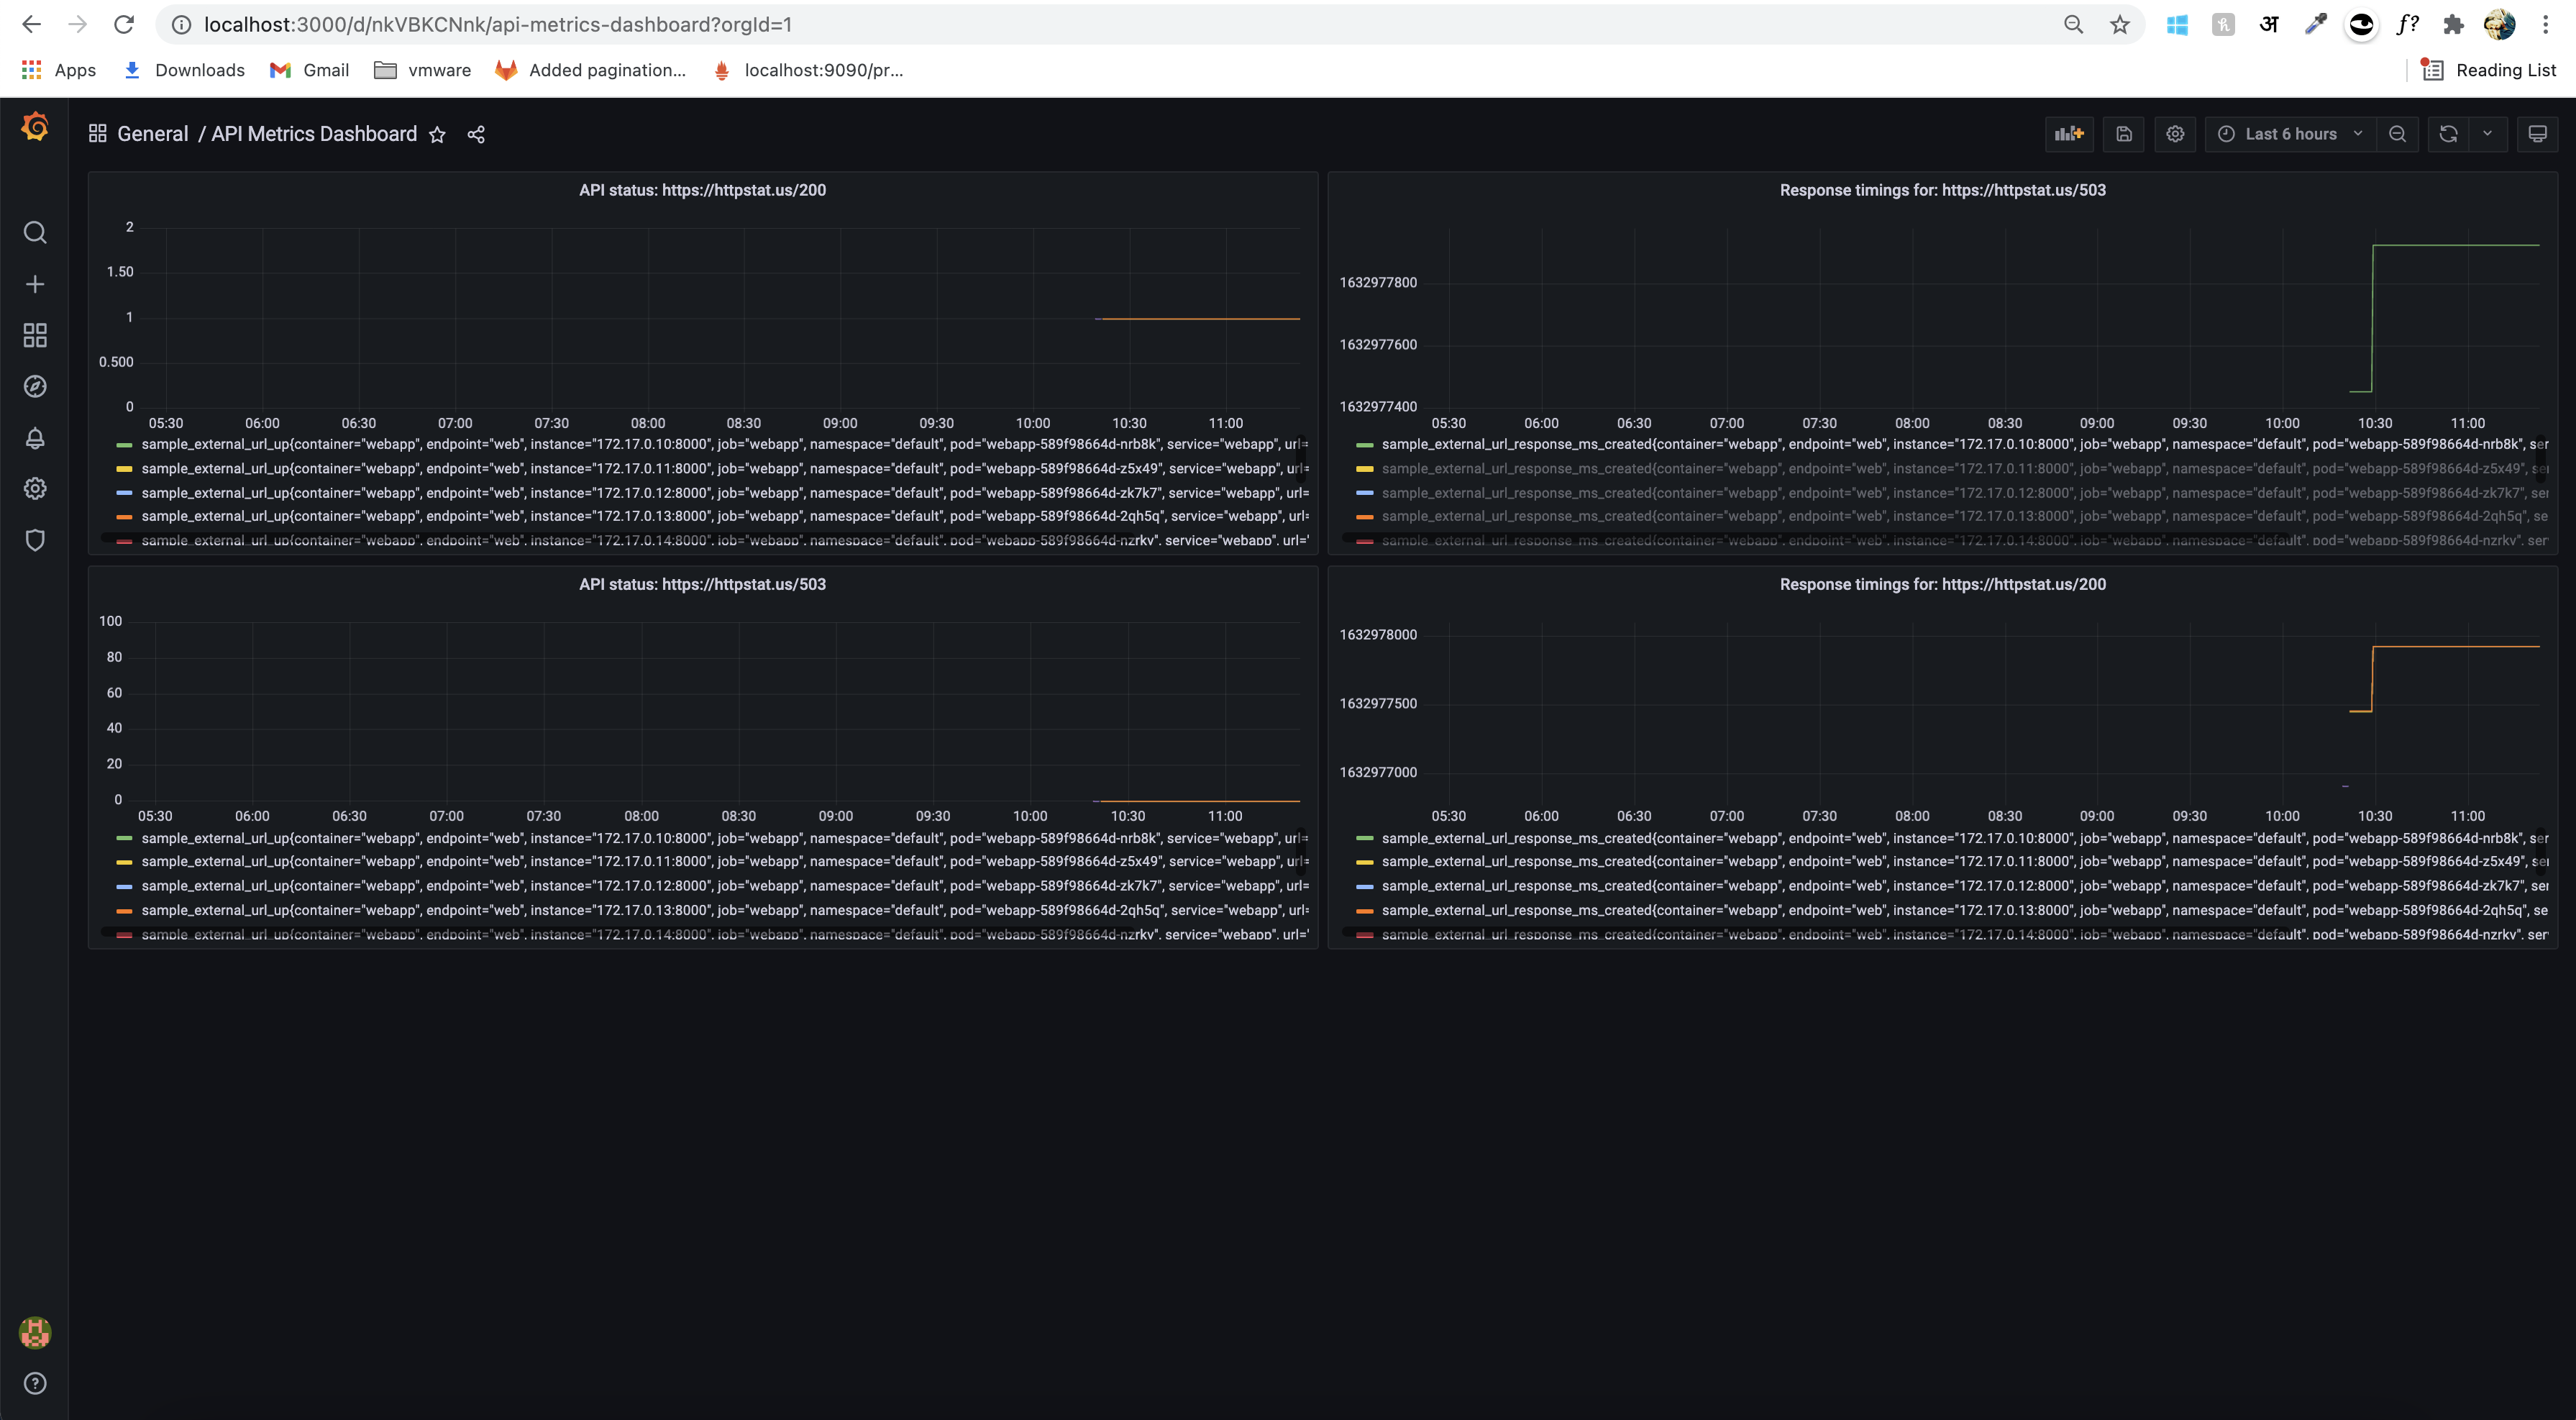 localhost:3000/d/nkVBKCNnk/api-metrics-dashboard?orgId=1
अ
f?
Apps
Downloads
Gmail
vmware
Added pagination...
localhost:9090/pr...
Reading List
General / API Metrics Dashboard
Last 6 hours
API status: https://httpstat.us/200
2
1.50
1
0.500
0
05:30 06:00 06:30 07:00 07:30 08:00 08:30 09:00 09:30 10:00 10:30 11:00
sample_external_url_up{container="webapp", endpoint="web", instance="172.17.0.10:8000", job="webapp", namespace="default", pod="webapp-589f98664d-nrb8k", service="webapp", url=
sample_external_url_up{container="webapp", endpoint="web", instance="172.17.0.11:8000", job="webapp", namespace="default", pod="webapp-589f98664d-z5x49", service="webapp", url=
sample_external_url_up{container="webapp", endpoint="web", instance="172.17.0.12:8000", job="webapp", namespace="default", pod="webapp-589f98664d-zk7k7", service="webapp", url=
sample_external_url_up{container="webapp", endpoint="web", instance="172.17.0.13:8000", job="webapp", namespace="default", pod="webapp-589f98664d-2qh5q", service="webapp", url=
sample_external_url_up{container="webapp", endpoint="web", instance="172.17.0.14:8000", job="webapp", namespace="default", pod="webapp-589f98664d-nzrkv", service="webapp", url="
Response timings for: https://httpstat.us/503
1632977800
1632977600
1632977400
05:30 06:00 06:30 07:00 07:30 08:00 08:30 09:00 09:30 10:00 10:30 11:00
sample_external_url_response_ms_created{container="webapp", endpoint="web", instance="172.17.0.10:8000", job="webapp", namespace="default", pod="webapp-589f98664d-nrb8k", ser
sample_external_url_response_ms_created{container="webapp", endpoint="web", instance="172.17.0.11:8000", job="webapp", namespace="default", pod="webapp-589f98664d-z5x49", se
sample_external_url_response_ms_created{container="webapp", endpoint="web", instance="172.17.0.12:8000", job="webapp", namespace="default", pod="webapp-589f98664d-zk7k7", ser
sample_external_url_response_ms_created{container="webapp", endpoint="web", instance="172.17.0.13:8000", job="webapp", namespace="default", pod="webapp-589f98664d-2qh5q", se
sample_external_url_response_ms_created{container="webapp", endpoint="web", instance="172.17.0.14:8000", job="webapp", namespace="default", pod="webapp-589f98664d-nzrkv", ser
API status: https://httpstat.us/503
100
80
60
40
20
0
05:30 06:00 06:30 07:00 07:30 08:00 08:30 09:00 09:30 10:00 10:30 11:00
sample_external_url_up{container="webapp", endpoint="web", instance="172.17.0.10:8000", job="webapp", namespace="default", pod="webapp-589f98664d-nrb8k", service="webapp", url=
sample_external_url_up{container="webapp", endpoint="web", instance="172.17.0.11:8000", job="webapp", namespace="default", pod="webapp-589f98664d-z5x49", service="webapp", url=
sample_external_url_up{container="webapp", endpoint="web", instance="172.17.0.12:8000", job="webapp", namespace="default", pod="webapp-589f98664d-zk7k7", service="webapp", url=
sample_external_url_up{container="webapp", endpoint="web", instance="172.17.0.13:8000", job="webapp", namespace="default", pod="webapp-589f98664d-2qh5q", service="webapp", url=
sample_external_url_up{container="webapp", endpoint="web", instance="172.17.0.14:8000", job="webapp", namespace="default", pod="webapp-589f98664d-nzrkv", service="webapp", url="
Response timings for: https://httpstat.us/200
1632978000
1632977500
1632977000
05:30 06:00 06:30 07:00 07:30 08:00 08:30 09:00 09:30 10:00 10:30 11:00
sample_external_url_response_ms_created{container="webapp", endpoint="web", instance="172.17.0.10:8000", job="webapp", namespace="default", pod="webapp-589f98664d-nrb8k", ser
sample_external_url_response_ms_created{container="webapp", endpoint="web", instance="172.17.0.11:8000", job="webapp", namespace="default", pod="webapp-589f98664d-z5x49", se
sample_external_url_response_ms_created{container="webapp", endpoint="web", instance="172.17.0.12:8000", job="webapp", namespace="default", pod="webapp-589f98664d-zk7k7", ser
sample_external_url_response_ms_created{container="webapp", endpoint="web", instance="172.17.0.13:8000", job="webapp", namespace="default", pod="webapp-589f98664d-2qh5q", se
sample_external_url_response_ms_created{container="webapp", endpoint="web", instance="172.17.0.14:8000", job="webapp", namespace="default", pod="webapp-589f98664d-nzrkv", ser